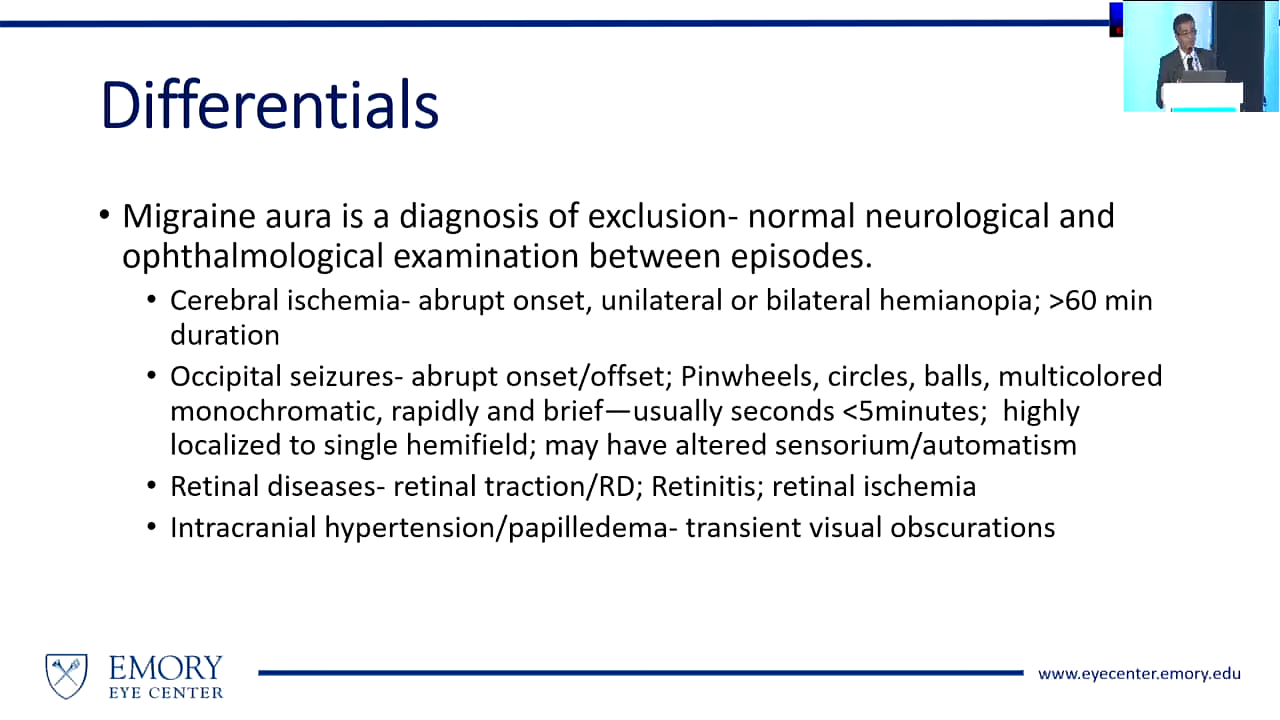 Differentials
• Migraine aura is a diagnosis of exclusion- normal neurological and
ophthalmological examination between episodes.
• Cerebral ischemia- abrupt onset, unilateral or bilateral hemianopia; >60 min
duration
• Occipital seizures- abrupt onset/offset; Pinwheels, circles, balls, multicolored
monochromatic, rapidly and brief—usually seconds <5minutes;  highly
localized to single hemifield; may have altered sensorium/automatism
• Retinal diseases- retinal traction/RD; Retinitis; retinal ischemia
• Intracranial hypertension/papilledema- transient visual obscurations
EMORY
EYE CENTER
www.eyecenter.emory.edu